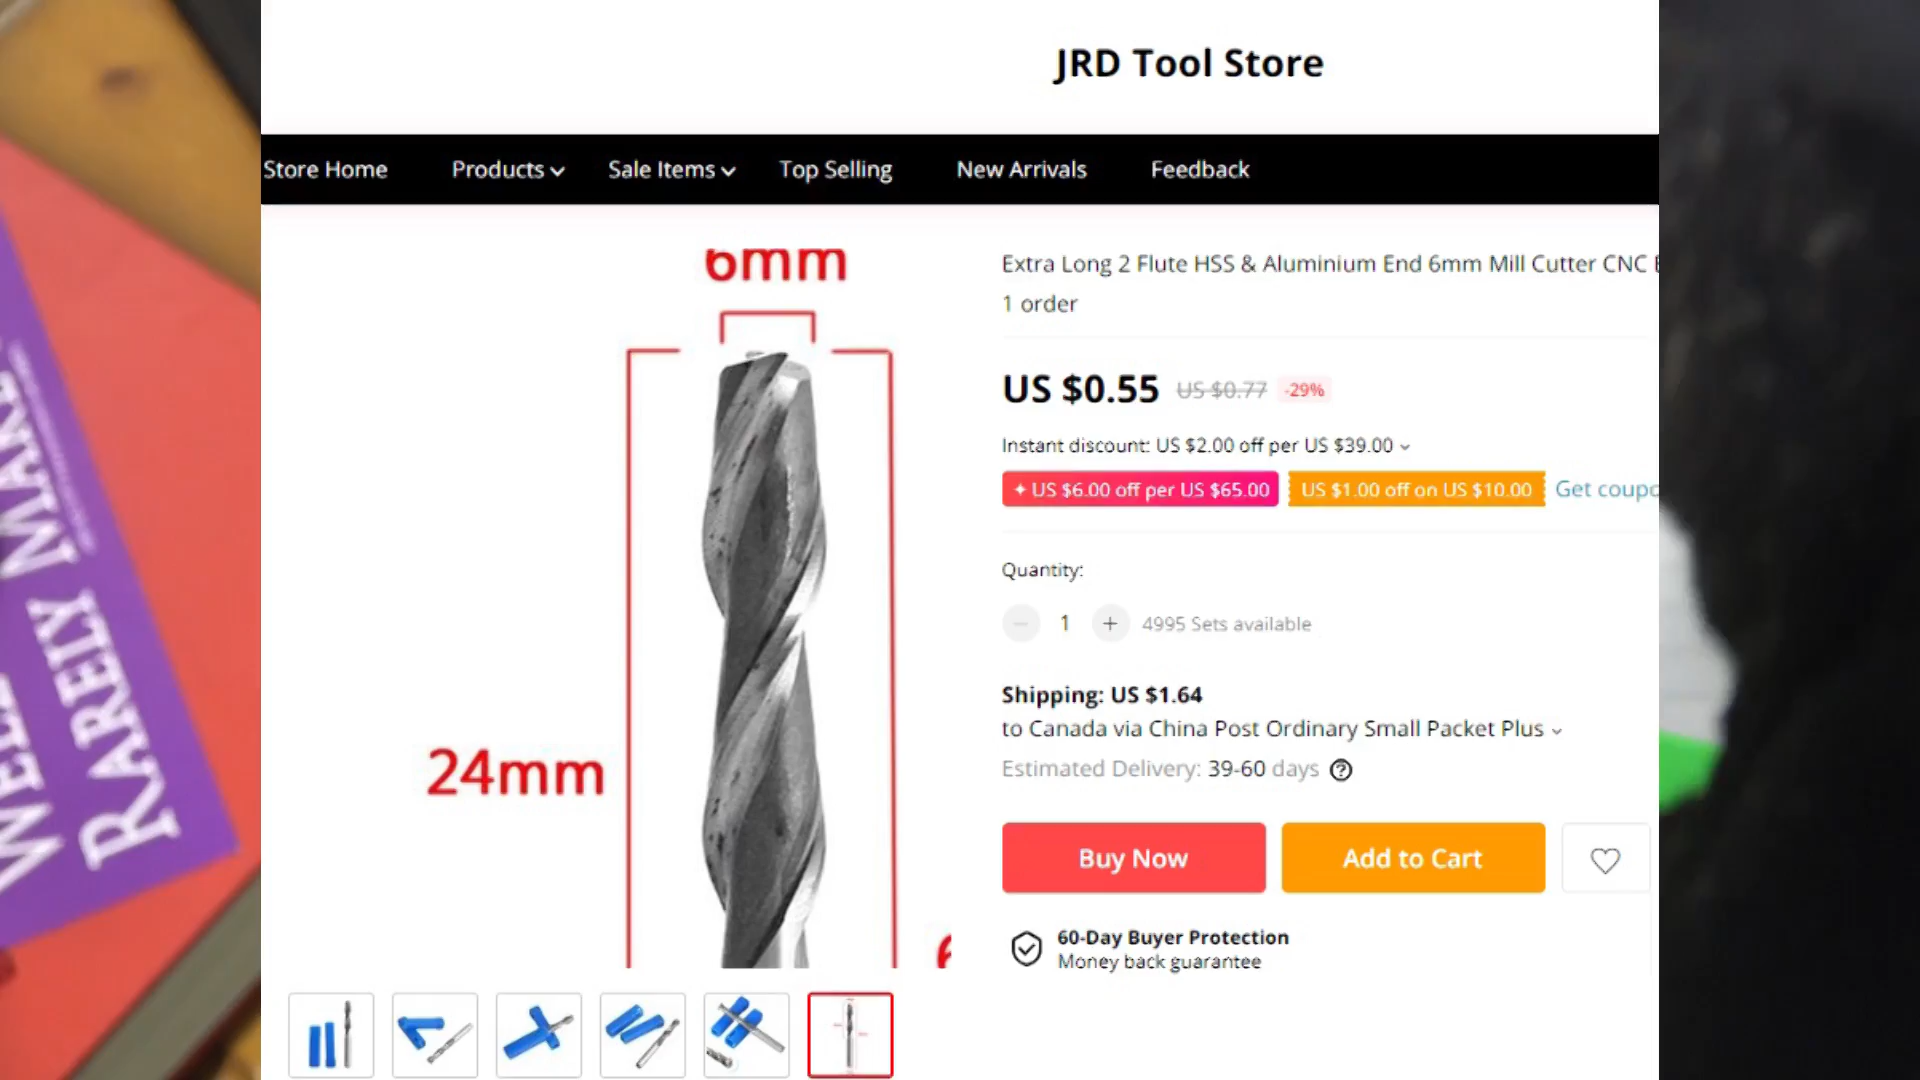 JRD Tool Store
Store Home Products Sale Items Top Selling New Arrivals Feedback
6mm
24mm
Extra Long 2 Flute HSS & Aluminium End 6mm Mill Cutter CNC
1 order
US $0.55 US $0.77 -29%
Instant discount: US $2.00 off per US $39.00
US $6.00 off per US $65.00 US $1.00 off on US $10.00 Get
Quantity:
1 + 4995 Sets available
Shipping: US $1.64
to Canada via China Post Ordinary Small Packet Plus
Estimated Delivery: 39-60 days
Buy Now Add to Cart
60-Day Buyer Protection
Money back guarantee
RARELY